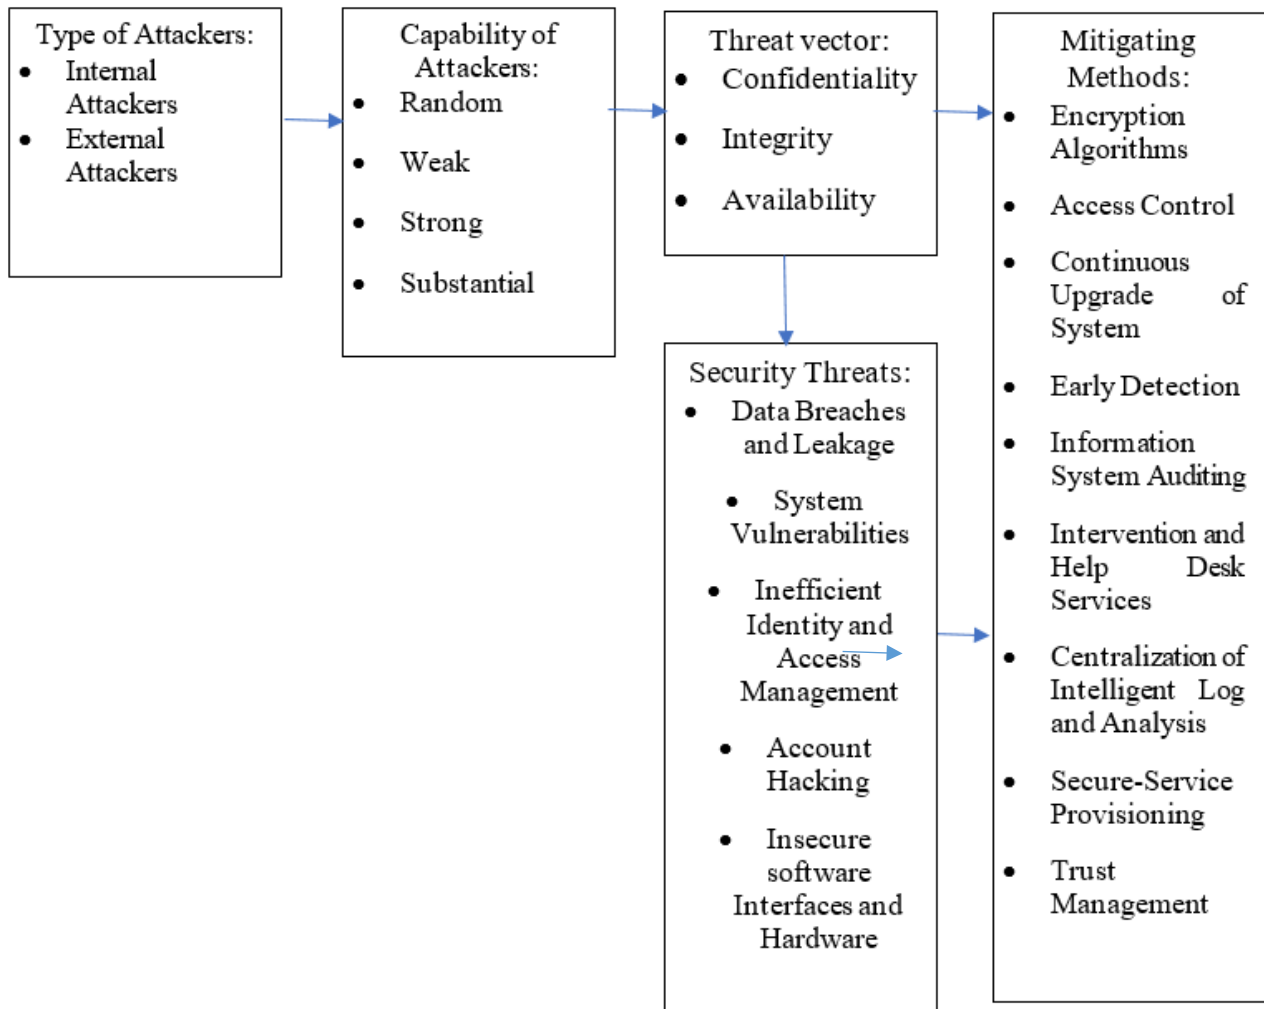 Type of Attackers:
• Internal
Attackers
• External
Attackers
Capability of
Attackers:
• Random
• Weak
• Strong
• Substantial
Threat vector:
• Confidentiality
• Integrity
• Availability
Security Threats:
• Data Breaches
and Leakage
• System
Vulnerabilities
• Inefficient
Identity and
Access
Management
• Account
Hacking
• Insecure
software
Interfaces and
Hardware
Mitigating
Methods:
• Encryption
Algorithms
• Access Control
• Continuous
Upgrade of
System
• Early Detection
• Information
System Auditing
• Intervention and
Help Desk
Services
• Centralization of
Intelligent Log
and Analysis
• Secure-Service
Provisioning
• Trust
Management